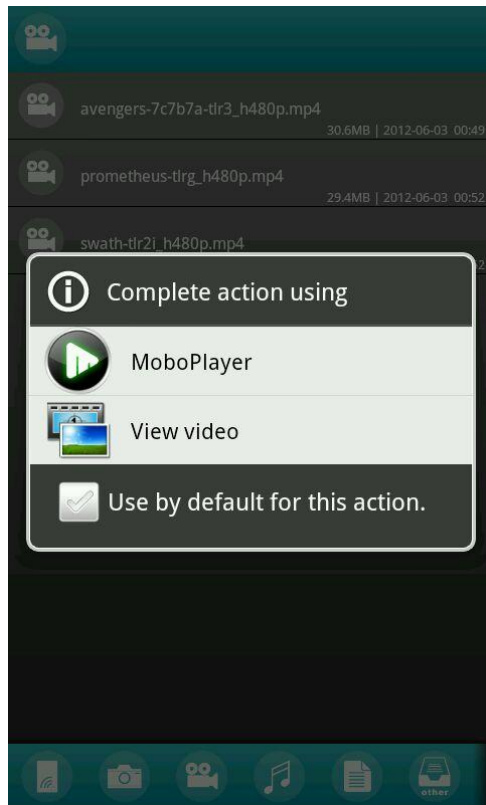 avengers-7c7b7a-tlr3_h480p.mp4
30.6MB | 2012-06-03 00:49
prometheus-tlrg_h480p.mp4
29.4MB | 2012-06-03 00:52
swath-tlr2i_h480p.mp4
Complete action using
MoboPlayer
View video
Use by default for this action.
other